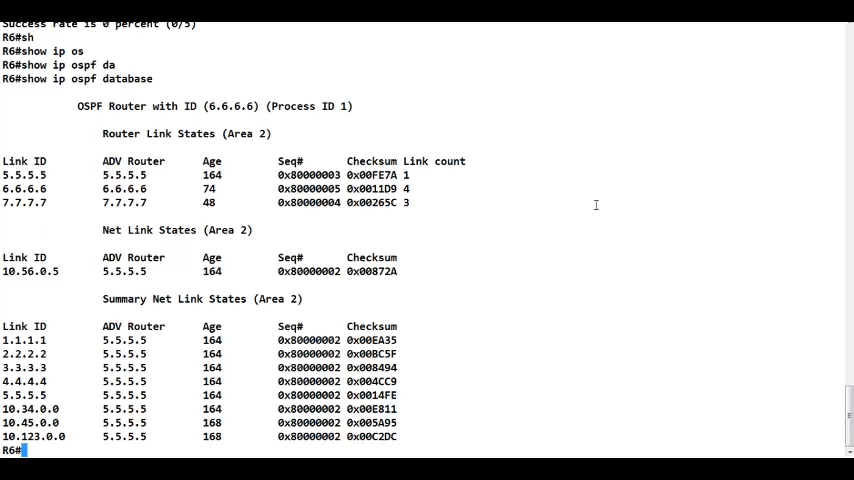 Success rate is 0 percent (0/5)
R6#sh
R6#show ip os
R6#show ip ospf da
R6#show ip ospf database
OSPF Router with ID (6.6.6.6) (Process ID 1)
Router Link States (Area 2)
Link ID ADV Router Age Seq# Checksum Link count
5.5.5.5 5.5.5.5 164 0x80000003 0x00FE7A 1
6.6.6.6 6.6.6.6 74 0x80000005 0x0011D9 4
7.7.7.7 7.7.7.7 48 0x80000004 0x00265C 3
Net Link States (Area 2)
Link ID ADV Router Age Seq# Checksum
10.56.0.5 5.5.5.5 164 0x80000002 0x00872A
Summary Net Link States (Area 2)
Link ID ADV Router Age Seq# Checksum
1.1.1.1 5.5.5.5 164 0x80000002 0x00EA35
2.2.2.2 5.5.5.5 164 0x80000002 0x00BC5F
3.3.3.3 5.5.5.5 164 0x80000002 0x008494
4.4.4.4 5.5.5.5 164 0x80000002 0x004CC9
5.5.5.5 5.5.5.5 164 0x80000002 0x0014FE
10.34.0.0 5.5.5.5 164 0x80000002 0x00E811
10.45.0.0 5.5.5.5 168 0x80000002 0x005A95
10.123.0.0 5.5.5.5 168 0x80000002 0x00C2DC
R6#